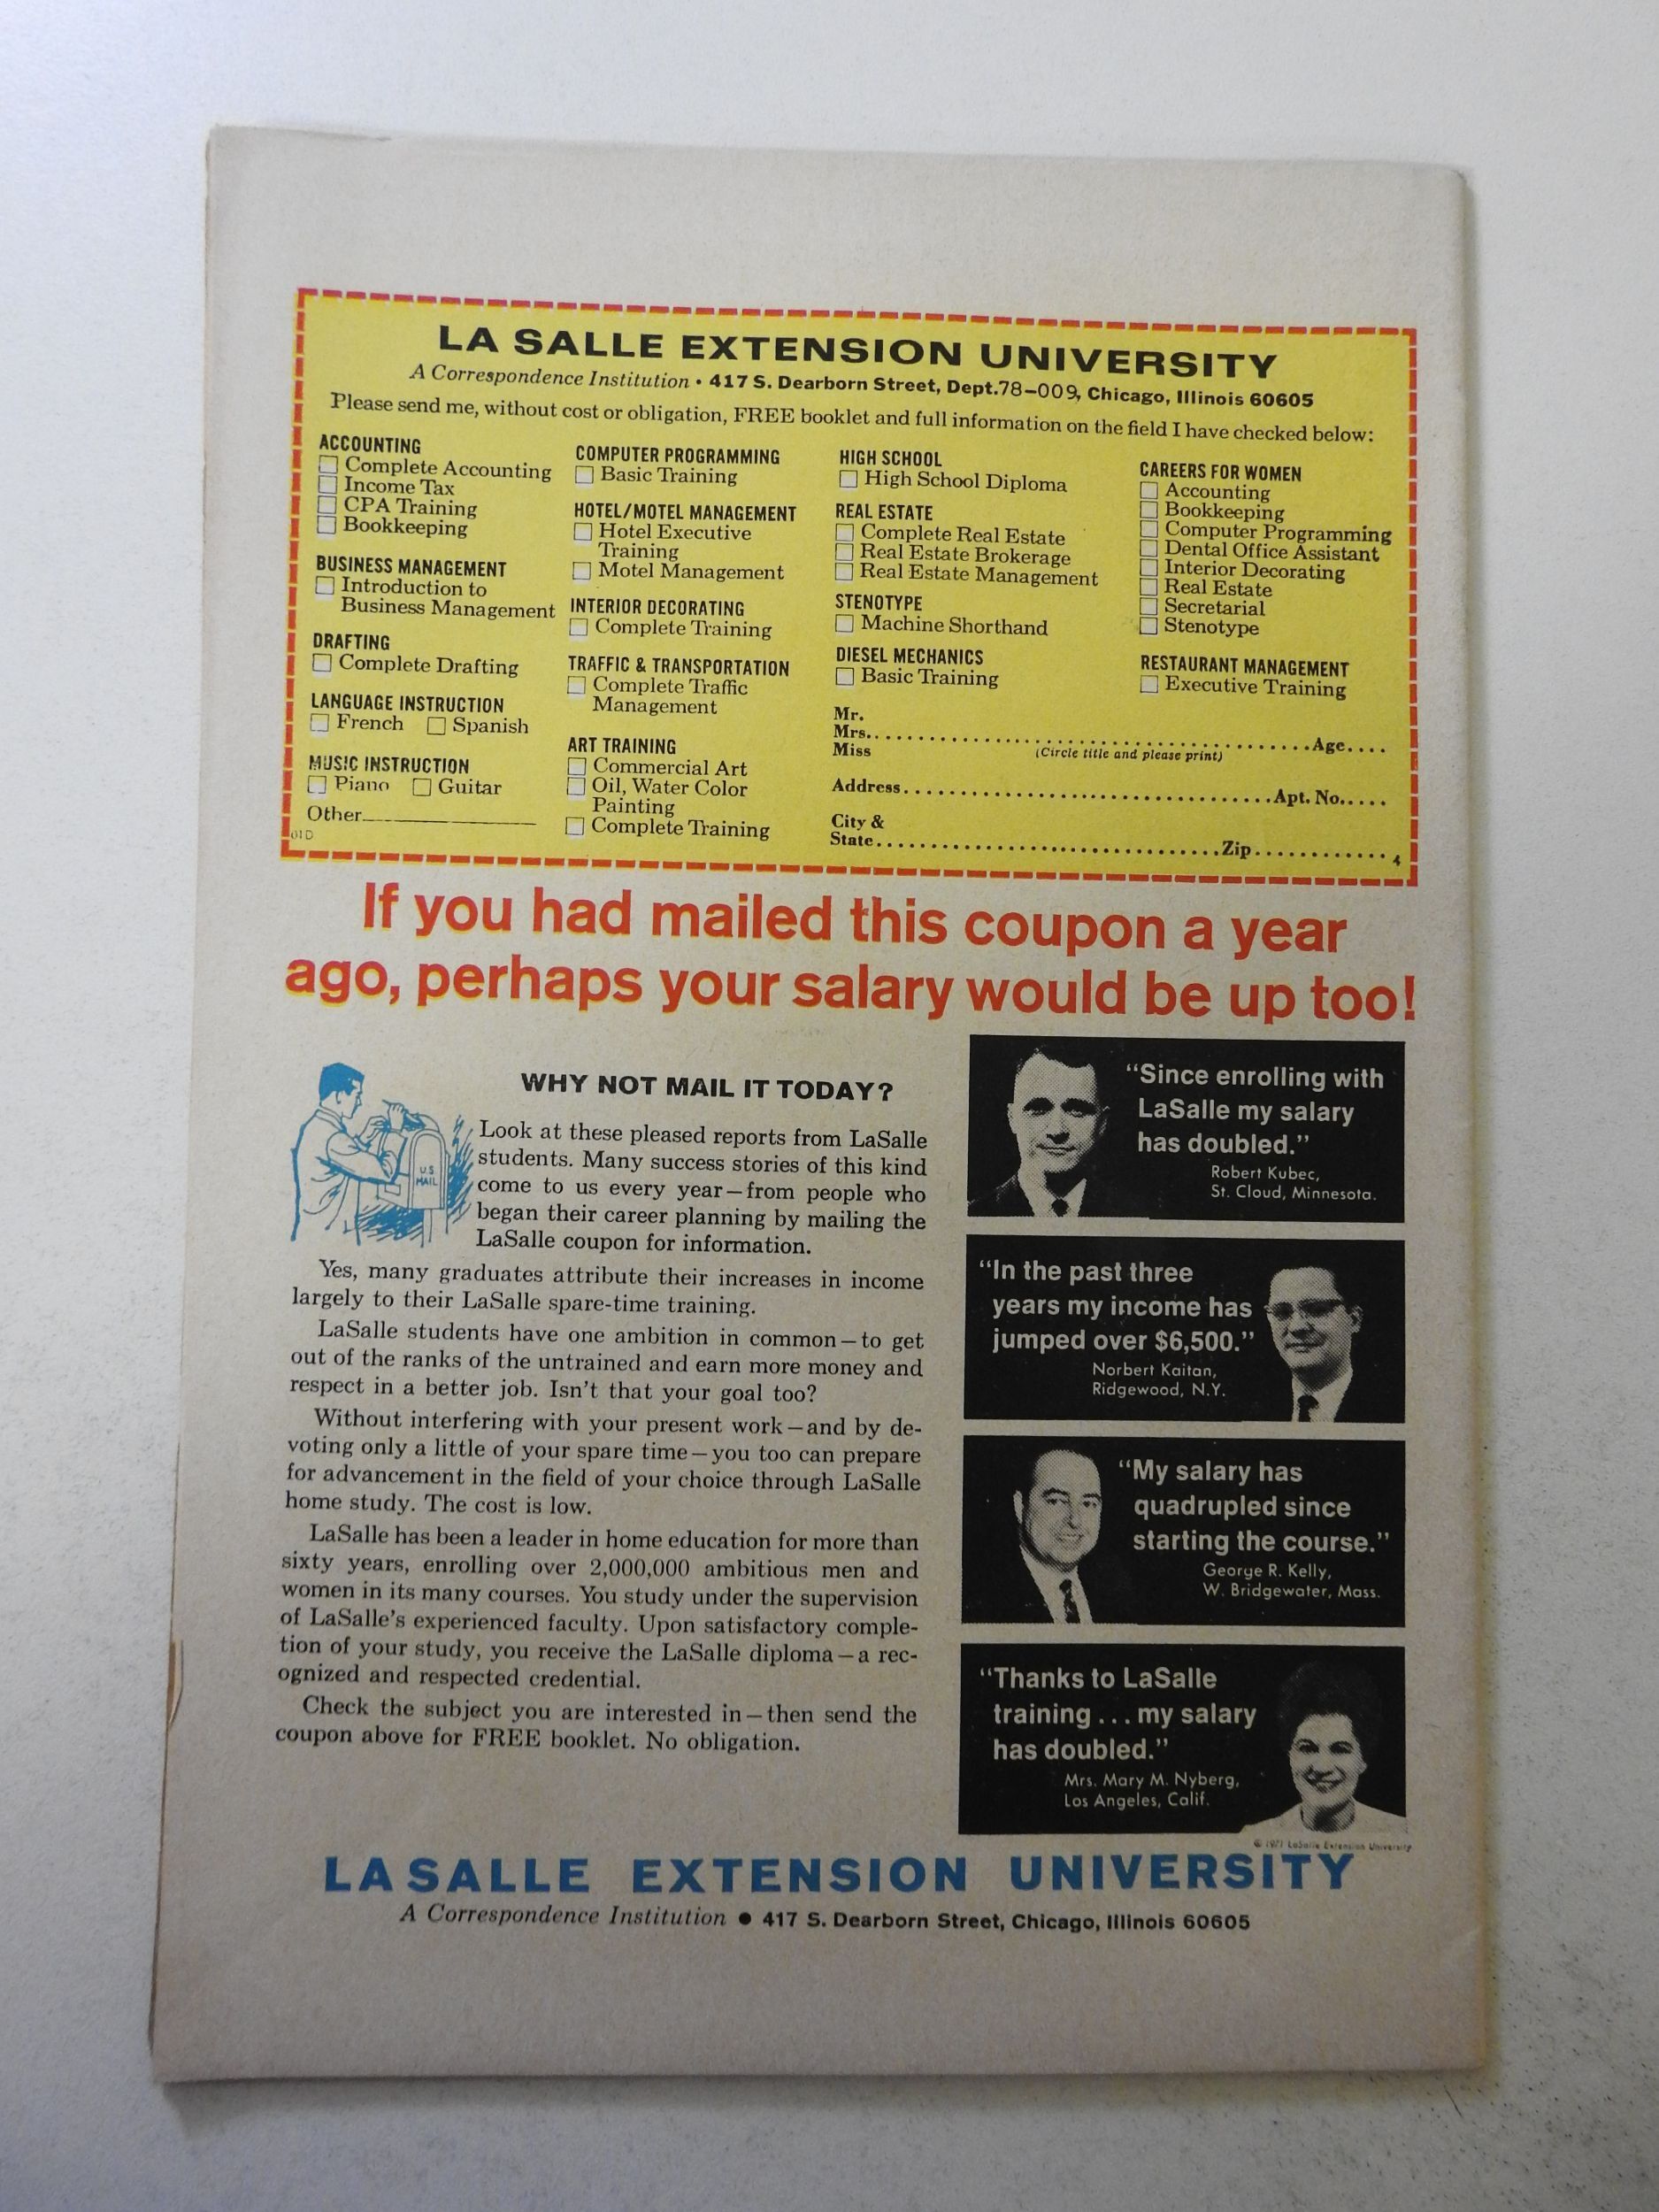 LA SALLE EXTENSION UNIVERSITY
A Correspondence Institution • 417 S. Dearborn Street, Dept.78-009, Chicago, Illinois 60605
Please send me, without cost or obligation, FREE booklet and full information on the field I have checked below:
ACCOUNTING
Complete Accounting
Income Tax
CPA Training
Bookkeeping
BUSINESS MANAGEMENT
Introduction to
Business Management
DRAFTING
Complete Drafting
LANGUAGE INSTRUCTION
French Spanish
MUSIC INSTRUCTION
Piano Guitar
Other
01D
COMPUTER PROGRAMMING
Basic Training
HOTEL/MOTEL MANAGEMENT
Hotel Executive
Training
Motel Management
INTERIOR DECORATING
Complete Training
TRAFFIC & TRANSPORTATION
Complete Traffic
Management
ART TRAINING
Commercial Art
Oil, Water Color
Painting
Complete Training
HIGH SCHOOL
High School Diploma
REAL ESTATE
Complete Real Estate
Real Estate Brokerage
Real Estate Management
STENOTYPE
Machine Shorthand
DIESEL MECHANICS
Basic Training
CAREERS FOR WOMEN
Accounting
Bookkeeping
Computer Programming
Dental Office Assistant
Interior Decorating
Real Estate
Secretarial
Stenotype
RESTAURANT MANAGEMENT
Executive Training
Mr.
Mrs. Age
Miss (Circle title and please print)
Address Apt. No.
City &
State Zip 4
If you had mailed this coupon a year
ago, perhaps your salary would be up too!
WHY NOT MAIL IT TODAY?
U.S.
MAIL
Look at these pleased reports from LaSalle
students. Many success stories of this kind
come to us every year—from people who
began their career planning by mailing the
LaSalle coupon for information.
Yes, many graduates attribute their increases in income
largely to their LaSalle spare-time training.
LaSalle students have one ambition in common—to get
out of the ranks of the untrained and earn more money and
respect in a better job. Isn't that your goal too?
Without interfering with your present work—and by de-
voting only a little of your spare time—you too can prepare
for advancement in the field of your choice through LaSalle
home study. The cost is low.
LaSalle has been a leader in home education for more than
sixty years, enrolling over 2,000,000 ambitious men and
women in its many courses. You study under the supervision
of LaSalle's experienced faculty. Upon satisfactory comple-
tion of your study, you receive the LaSalle diploma—a rec-
ognized and respected credential.
Check the subject you are interested in—then send the
coupon above for FREE booklet. No obligation.
"Since enrolling with
LaSalle my salary
has doubled."
Robert Kubec,
St. Cloud, Minnesota.
"In the past three
years my income has
jumped over $6,500."
Norbert Kaitan,
Ridgewood, N.Y.
"My salary has
quadrupled since
starting the course."
George R. Kelly,
W. Bridgewater, Mass.
"Thanks to LaSalle
training...my salary
has doubled."
Mrs. Mary M. Nyberg,
Los Angeles, Calif.
© 1971 LaSalle Extension University
LASALLE EXTENSION UNIVERSITY
A Correspondence Institution • 417 S. Dearborn Street, Chicago, Illinois 60605